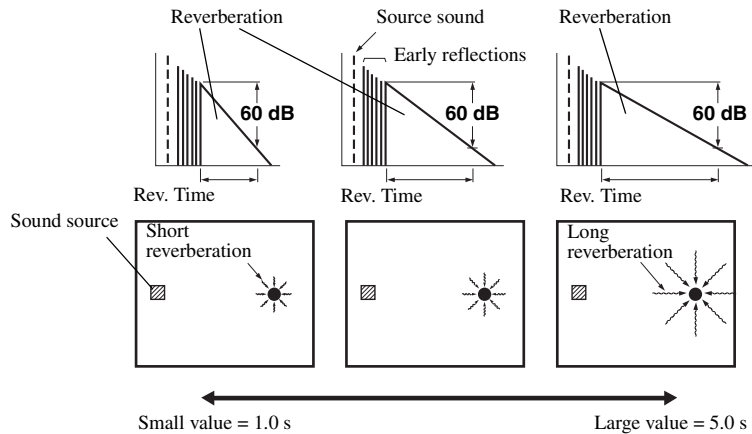 Reverberation
Source sound
Reverberation
Early reflections
60 dB
60 dB
60 dB
Rev. Time
Rev. Time
Rev. Time
Sound source
Short
reverberation
Long
reverberation
Small value = 1.0 s
Large value = 5.0 s